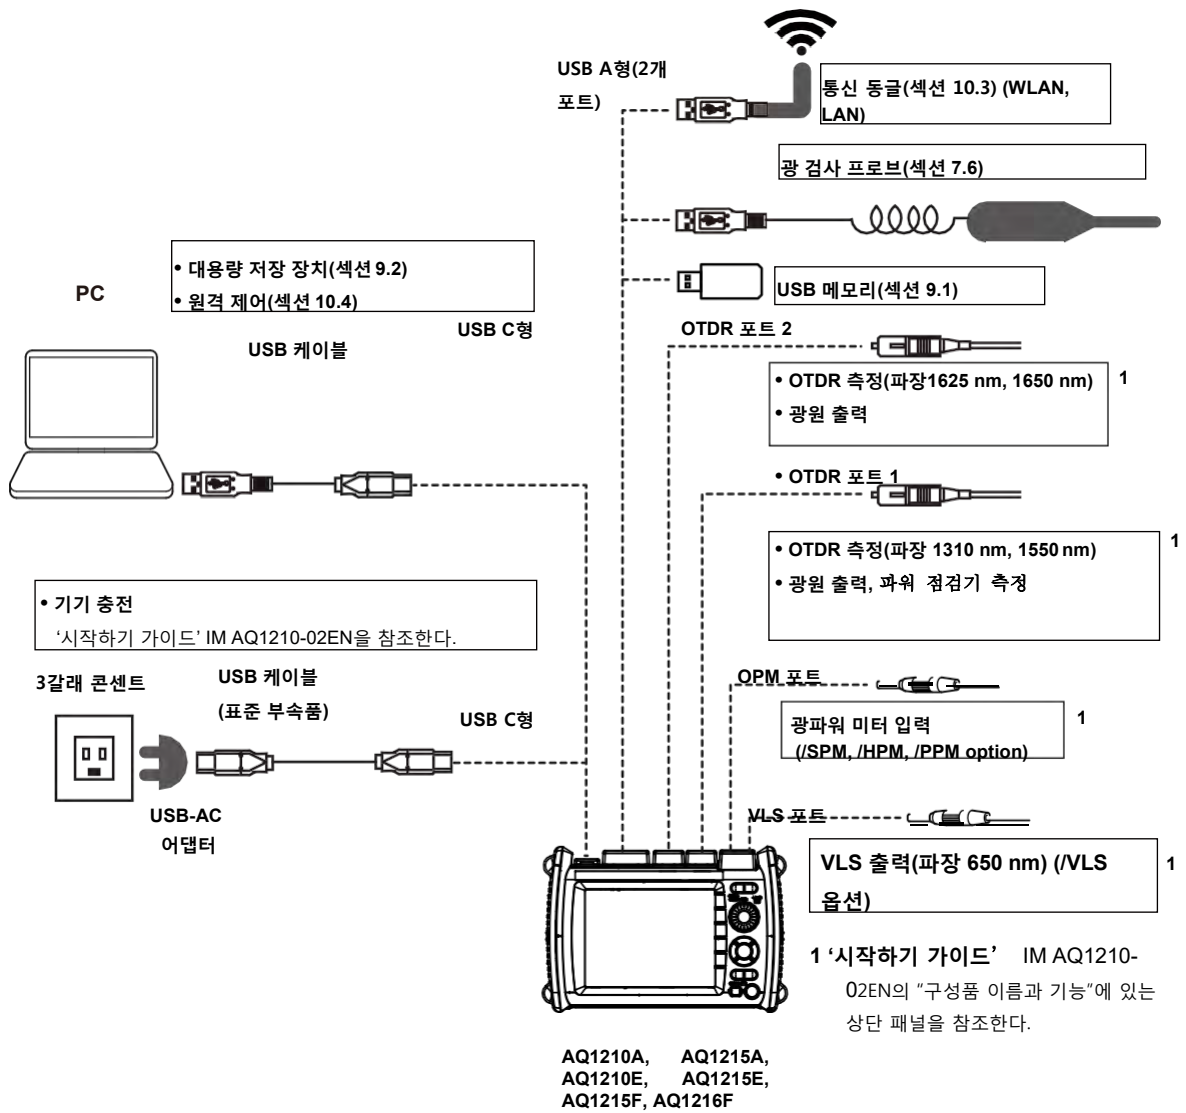 USB A형(2개
포트)
통신 동글(섹션 10.3) (WLAN,
LAN)
광 검사 프로브(섹션 7.6)
• 대용량 저장 장치(섹션 9.2)
• 원격 제어(섹션 10.4)
PC
USB C형
USB 케이블
USB 메모리(섹션 9.1)
OTDR 포트 2
• OTDR 측정(파장1625 nm, 1650 nm) 1
• 광원 출력
• OTDR 포트 1
• OTDR 측정(파장 1310 nm, 1550 nm) 1
• 광원 출력, 파워 점검기 측정
• 기기 충전
‘시작하기 가이드’ IM AQ1210-02EN을 참조한다.
3갈래 콘센트
USB 케이블
(표준 부속품)
USB C형
USB-AC
어댑터
OPM 포트
광파워 미터 입력 1
(/SPM, /HPM, /PPM option)
VLS 포트
VLS 출력(파장 650 nm) (/VLS 1
옵션)
1 ‘시작하기 가이드’ IM AQ1210-
02EN의 “구성품 이름과 기능”에 있는
상단 패널을 참조한다.
AQ1210A, AQ1215A,
AQ1210E, AQ1215E,
AQ1215F, AQ1216F